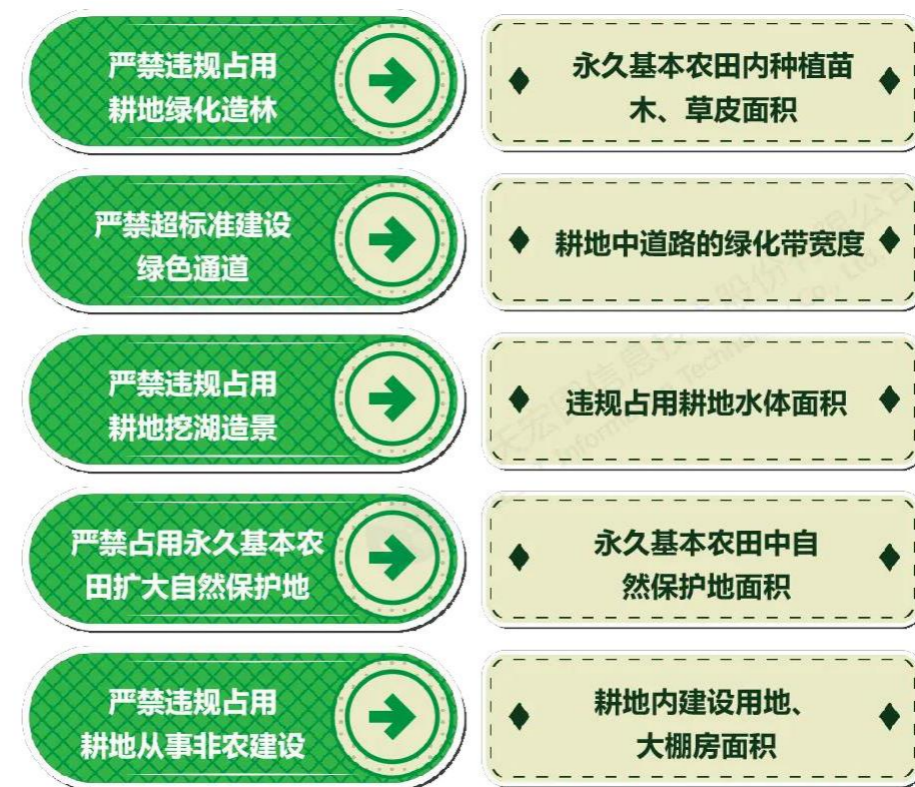 严禁违规占用
耕地绿化造林
永久基本农田内种植苗
木、草皮面积
严禁超标准建设
绿色通道
耕地中道路的绿化带宽度
严禁违规占用
耕地挖湖造景
违规占用耕地水体面积
严禁占用永久基本农
田扩大自然保护地
永久基本农田中自
然保护地面积
严禁违规占用
耕地从事非农建设
耕地内建设用地、
大棚房面积